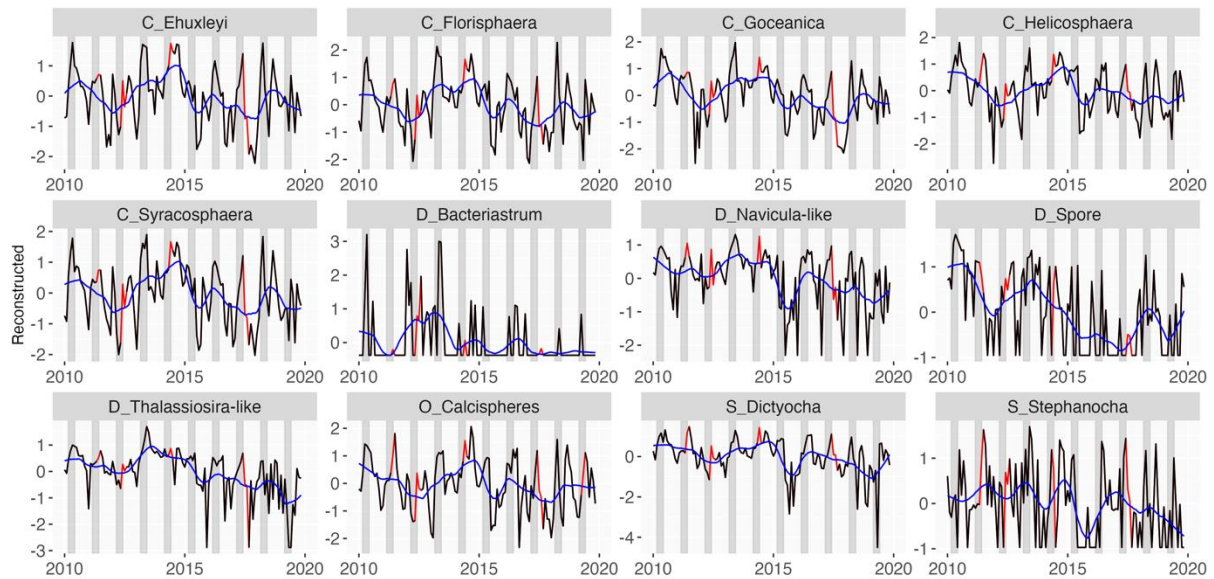 C_Ehuxleyi C_Florisphaera C_Goceanica C_Helicosphaera
1 2 1 2
0 1 0 1
-1 0 -1 0
-2 -1 -2 -1
-2 -2
2010 2015 2020 2010 2015 2020 2010 2015 2020 2010 2015 2020
Reconstructed
C_Syracosphaera D_Bacteriastrum D_Navicula-like D_Spore
2 3 1 1
1 2 0 0
0 1 -1 -1
-1 0 -2
-2
2010 2015 2020 2010 2015 2020 2010 2015 2020 2010 2015 2020
D_Thalassiosira-like O_Calcispheres S_Dictyocha S_Stephanocha
1 2 0 1
0 1 -2 0
-1 0 -4 -1
-2 -1
-3 -2
2010 2015 2020 2010 2015 2020 2010 2015 2020 2010 2015 2020